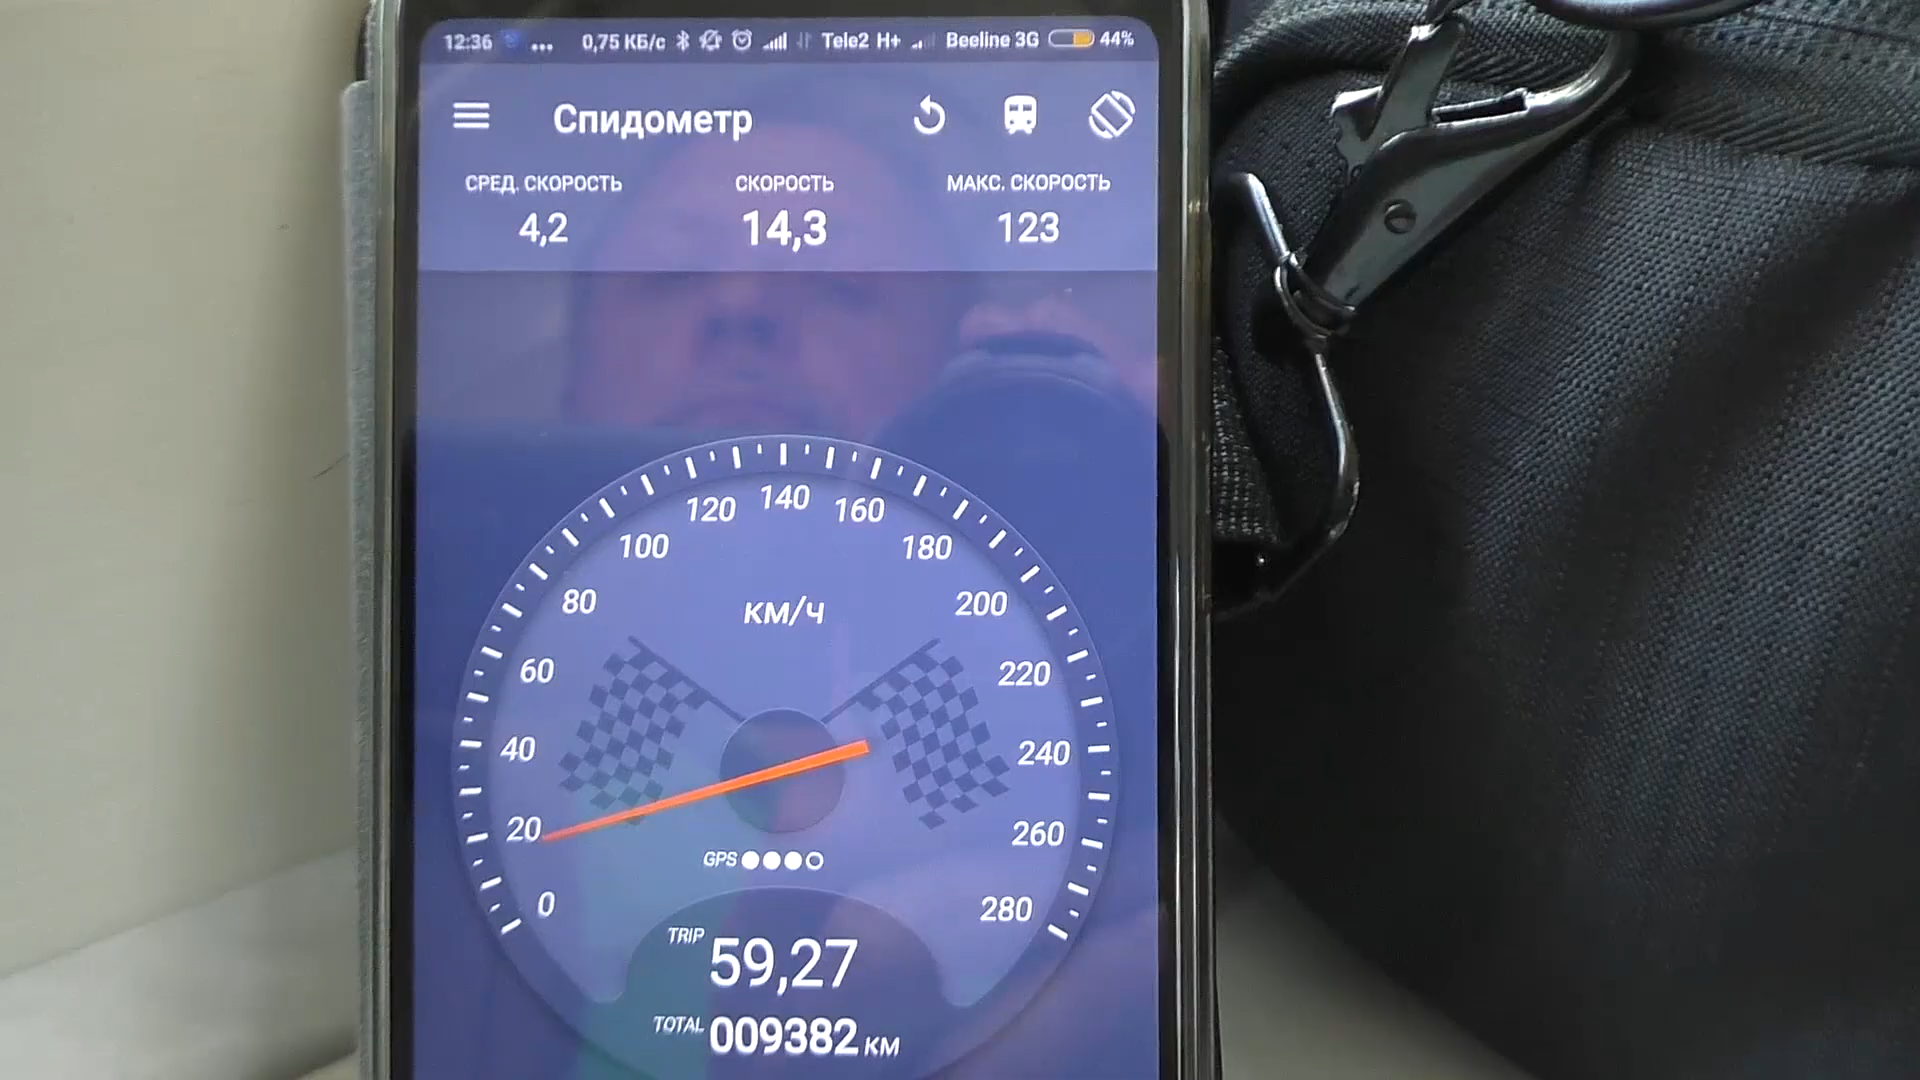 12:36 ... 0,75 КБ/с Tele2 H+ Beeline 3G 44%
Спидометр
СРЕД. СКОРОСТЬ СКОРОСТЬ МАКС. СКОРОСТЬ
4,2 14,3 123
120 140 160
100 180
80 КМ/Ч 200
60 220
40 240
20 260
GPS
0 280
TRIP 59,27
TOTAL 009382 КМ